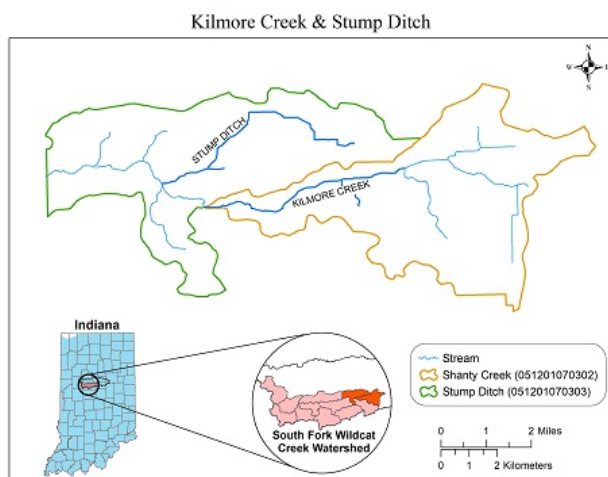 Kilmore Creek & Stump Ditch
N
W
E
S
STUMP DITCH
KILMORE CREEK
Indiana
South Fork Wildcat
Creek Watershed
Stream
Shanty Creek (051201070302)
Stump Ditch (051201070303)
0 1 2 Miles
0 1 2 Kilometers